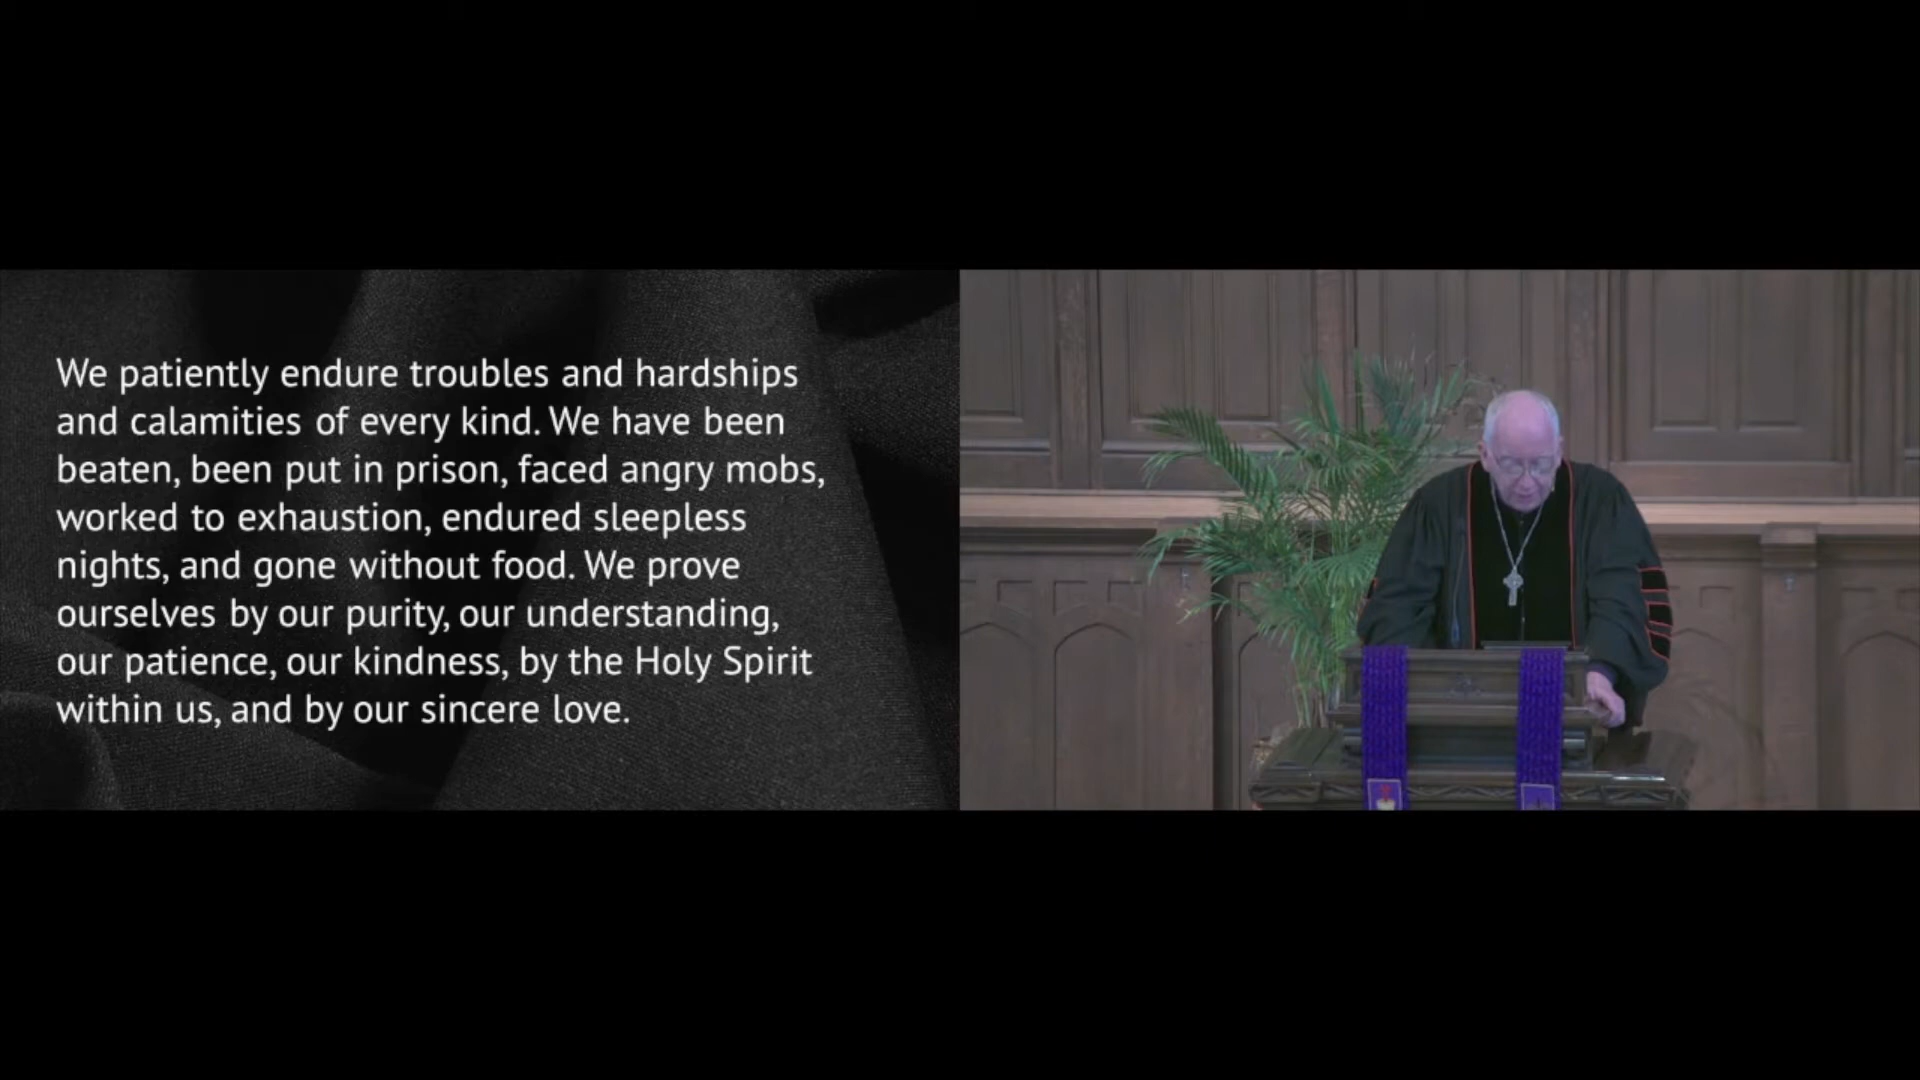 We patiently endure troubles and hardships
and calamities of every kind. We have been
beaten, been put in prison, faced angry mobs,
worked to exhaustion, endured sleepless
nights, and gone without food. We prove
ourselves by our purity, our understanding,
our patience, our kindness, by the Holy Spirit
within us, and by our sincere love.